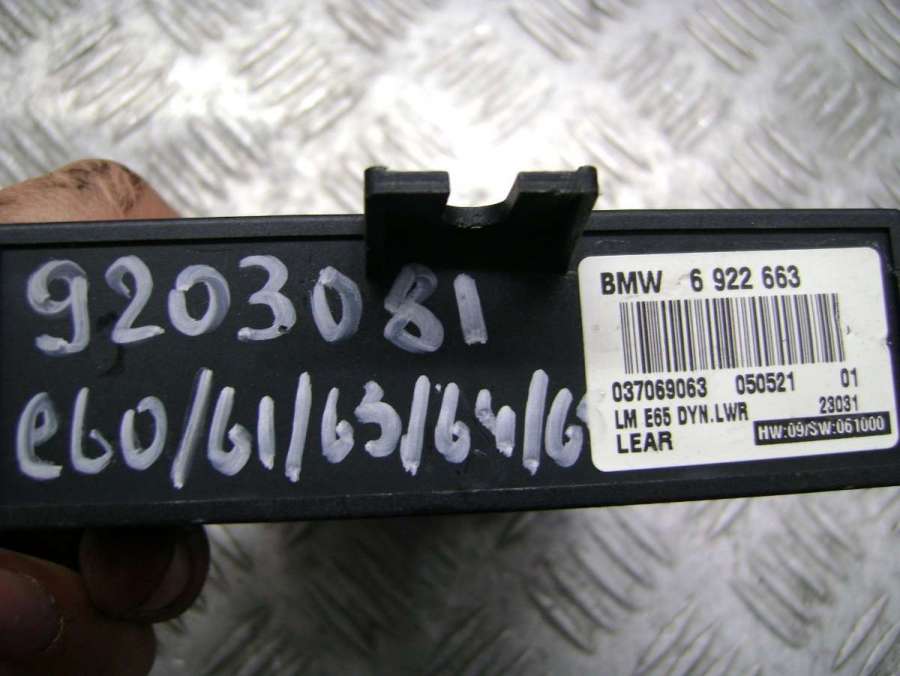 9203081
e60/61/63/64/6
BMW 6 922 663
037069063 050521 01
LM E65 DYN.LWR 23031
LEAR HW:09/SW:061000